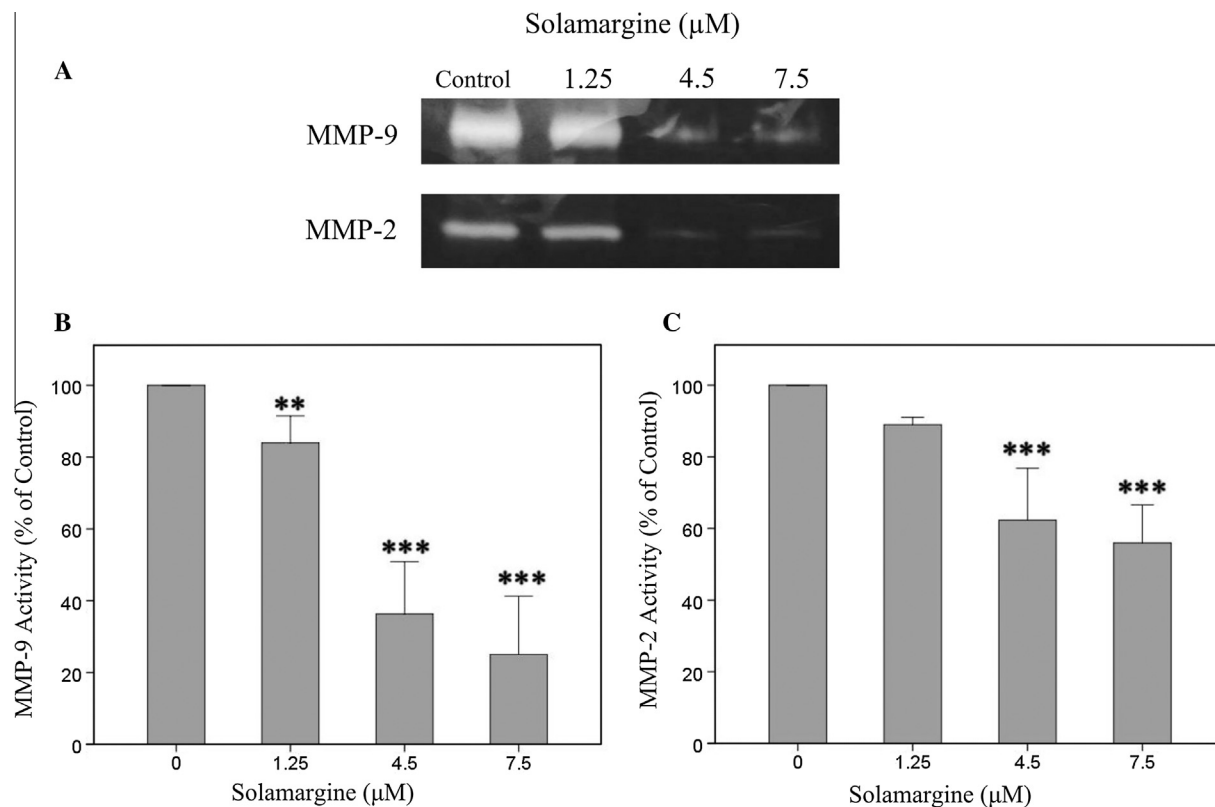 Solamargine (µM)
A
Control 1.25 4.5 7.5
MMP-9
MMP-2
B
MMP-9 Activity (% of Control)
100
80
60
40
20
0
**
***
***
0 1.25 4.5 7.5
Solamargine (µM)
C
MMP-2 Activity (% of Control)
100
80
60
40
20
0
***
***
0 1.25 4.5 7.5
Solamargine (µM)